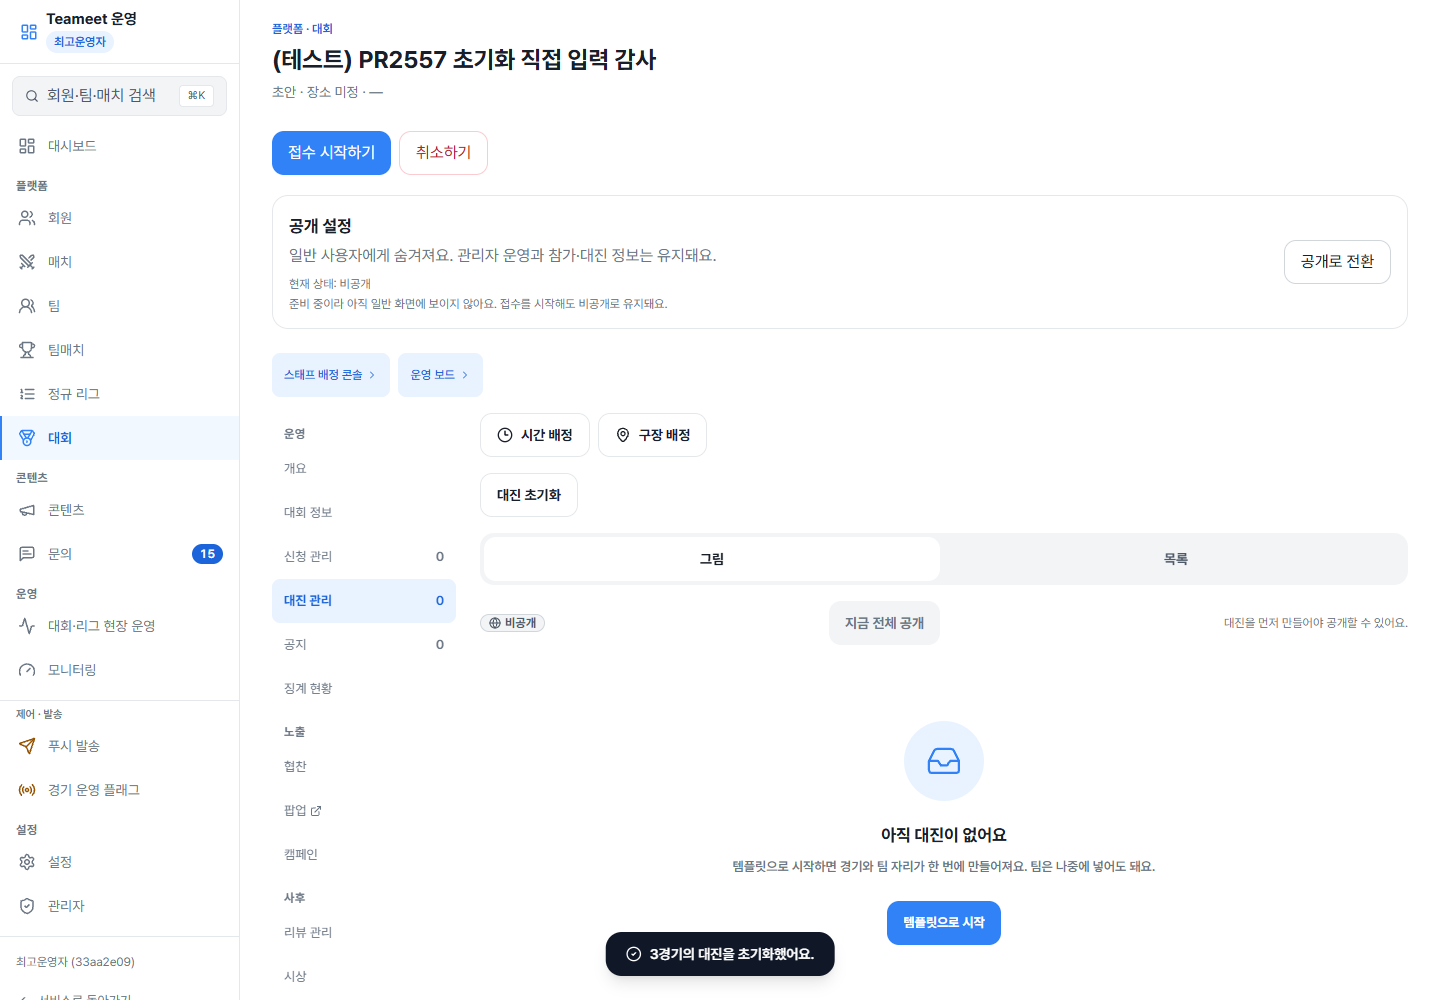 Teameet 운영
최고운영자
회원·팀·매치 검색 ⌘K
대시보드
플랫폼
회원
매치
팀
팀매치
정규 리그
대회
콘텐츠
콘텐츠
문의 15
운영
대회·리그 현장 운영
모니터링
제어 · 발송
푸시 발송
경기 운영 플래그
설정
설정
관리자
최고운영자 (33aa2e09)
플랫폼 · 대회
(테스트) PR2557 초기화 직접 입력 감사
초안 · 장소 미정 · —
접수 시작하기 취소하기
공개 설정
일반 사용자에게 숨겨져요. 관리자 운영과 참가·대진 정보는 유지돼요.
현재 상태: 비공개
준비 중이라 아직 일반 화면에 보이지 않아요. 접수를 시작해도 비공개로 유지돼요.
공개로 전환
스태프 배정 콘솔 운영 보드
운영
개요
대회 정보
신청 관리 0
대진 관리 0
공지 0
징계 현황
노출
협찬
팝업
캠페인
사후
리뷰 관리
시상
시간 배정 구장 배정
대진 초기화
그림 목록
비공개 지금 전체 공개 대진을 먼저 만들어야 공개할 수 있어요.
아직 대진이 없어요
템플릿으로 시작하면 경기와 팀 자리가 한 번에 만들어져요. 팀은 나중에 넣어도 돼요.
템플릿으로 시작
3경기의 대진을 초기화했어요.